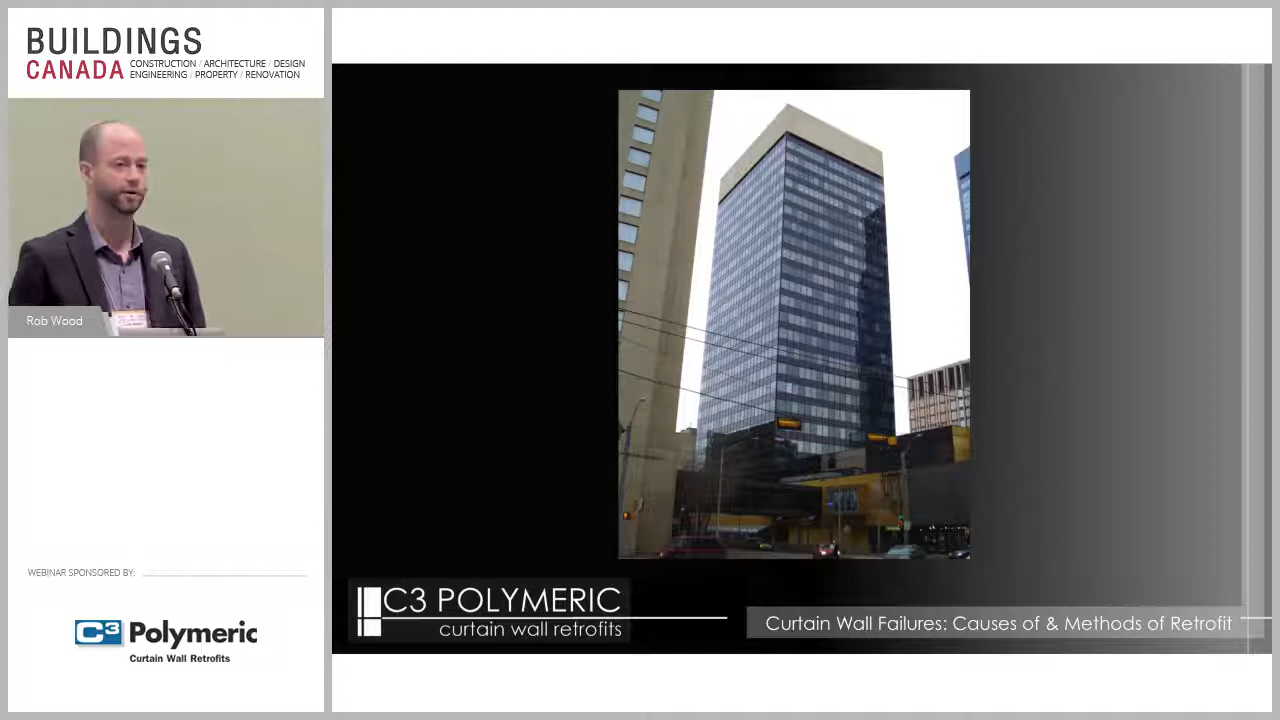 BUILDINGS
CANADA
CONSTRUCTION / ARCHITECTURE / DESIGN
ENGINEERING / PROPERTY / RENOVATION
Rob Wood
WEBINAR SPONSORED BY:
C3 Polymeric
Curtain Wall Retrofits
C3 POLYMERIC
curtain wall retrofits
Curtain Wall Failures: Causes of & Methods of Retrofit